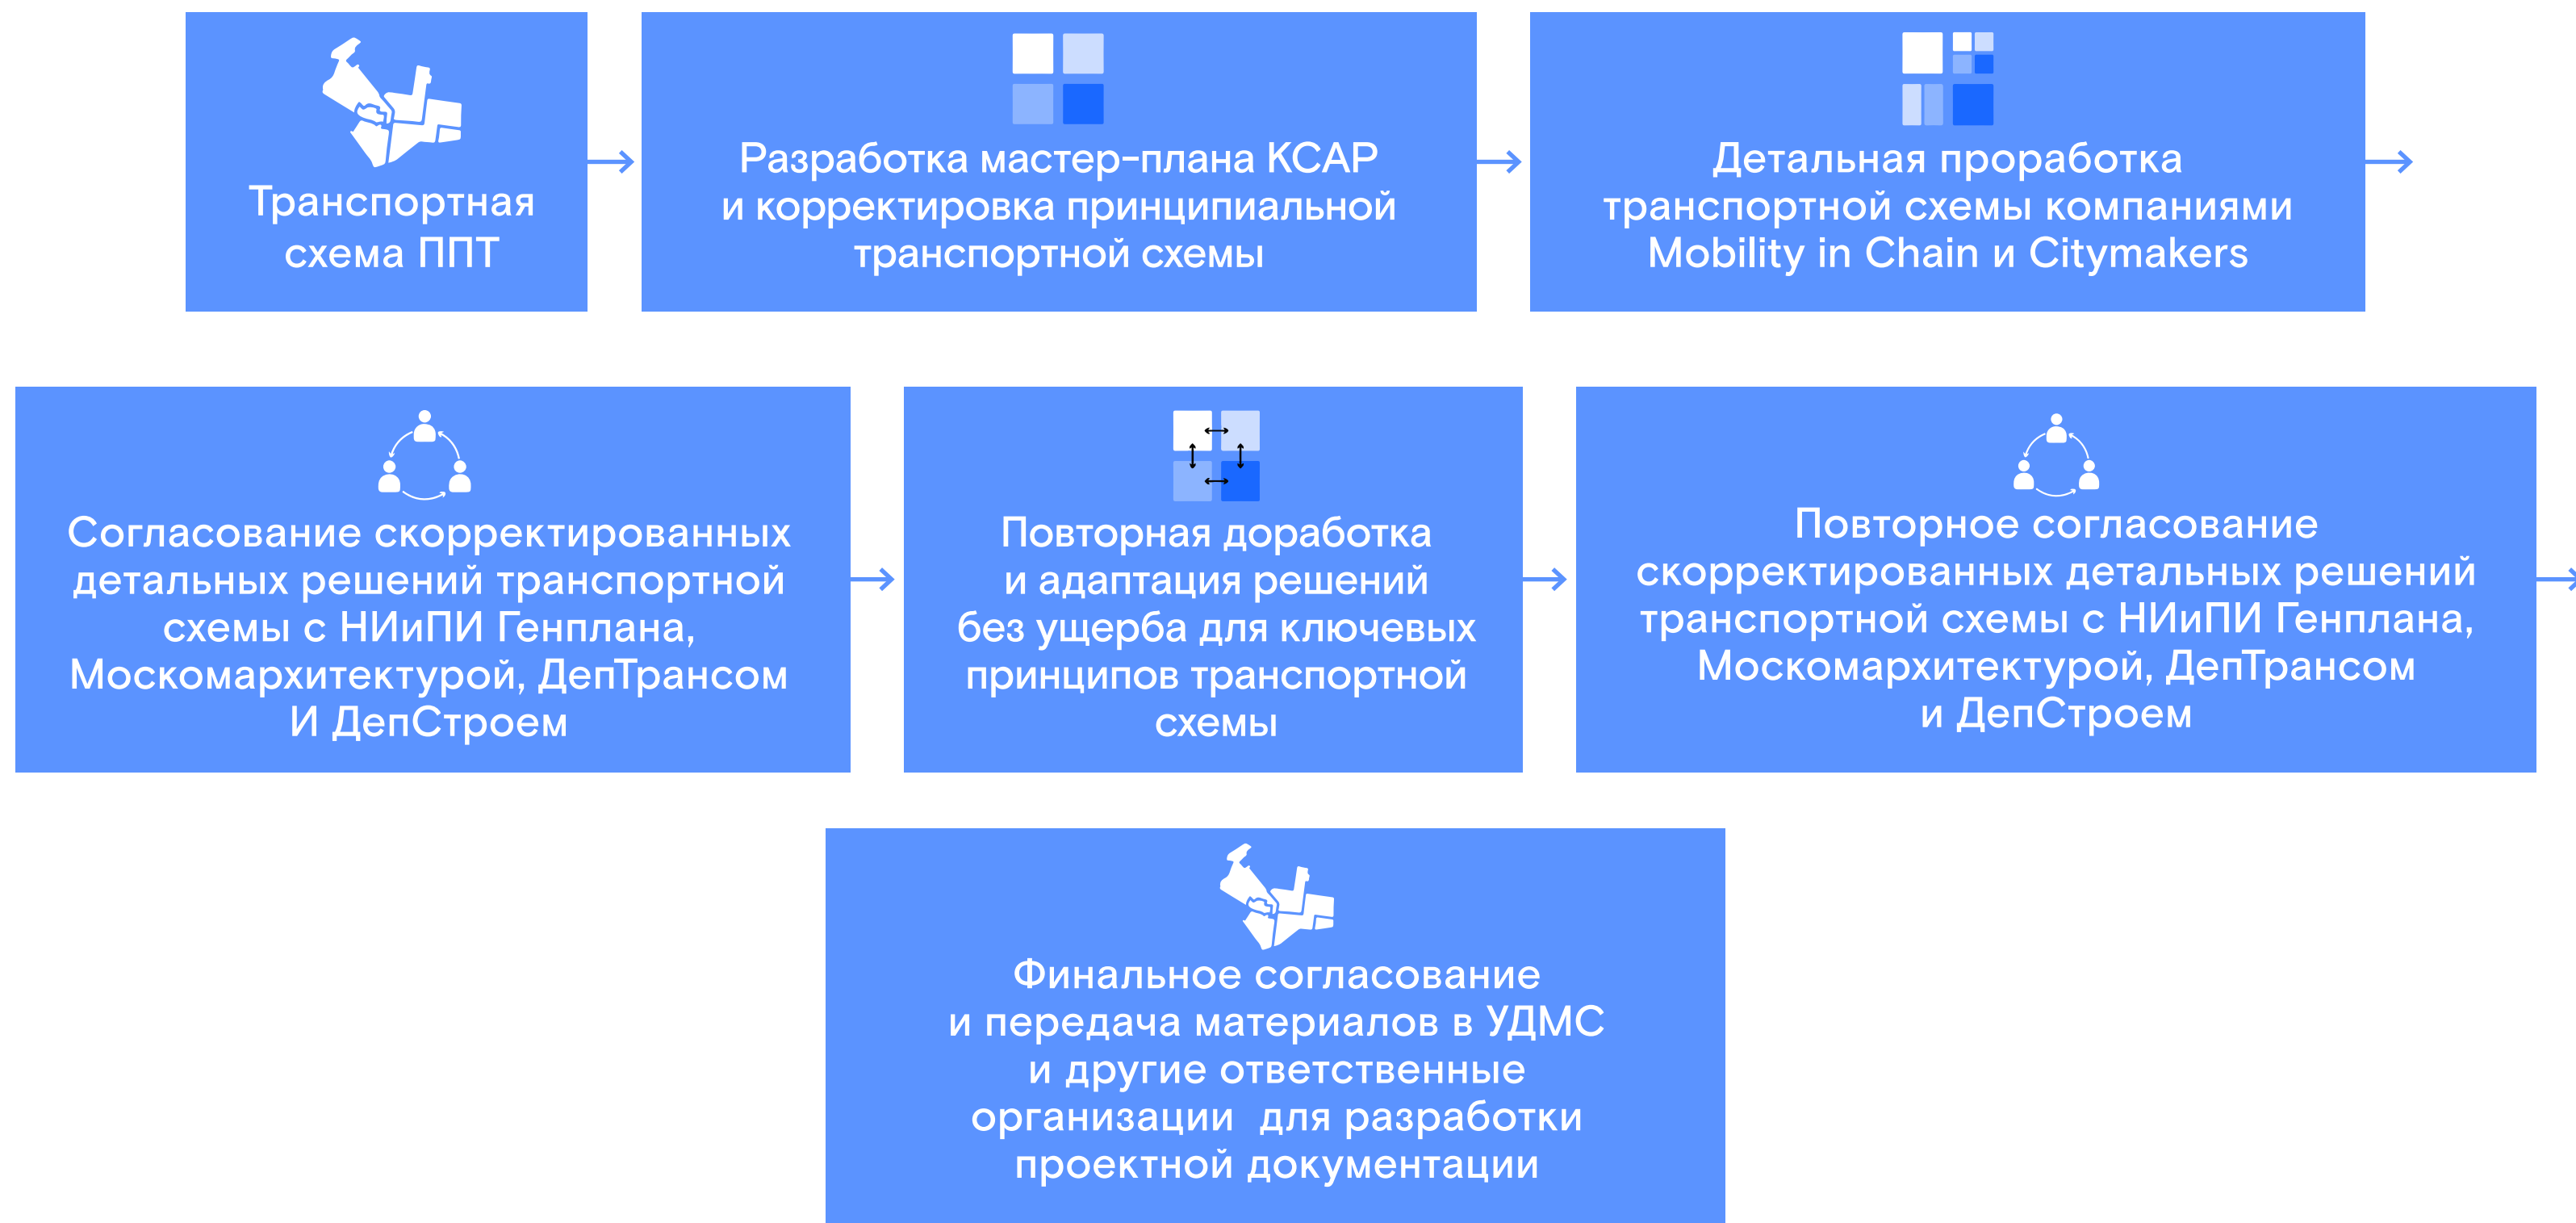 Транспортная
схема ППТ
Разработка мастер-плана КСАР
и корректировка принципиальной
транспортной схемы
Детальная проработка
транспортной схемы компаниями
Mobility in Chain и Citymakers
Согласование скорректированных
детальных решений транспортной
схемы с НИиПИ Генплана,
Москомархитектурой, ДепТрансом
И ДепСтроем
Повторная доработка
и адаптация решений
без ущерба для ключевых
принципов транспортной
схемы
Повторное согласование
скорректированных детальных решений
транспортной схемы с НИиПИ Генплана,
Москомархитектурой, ДепТрансом
и ДепСтроем
Финальное согласование
и передача материалов в УДМС
и другие ответственные
организации  для разработки
проектной документации